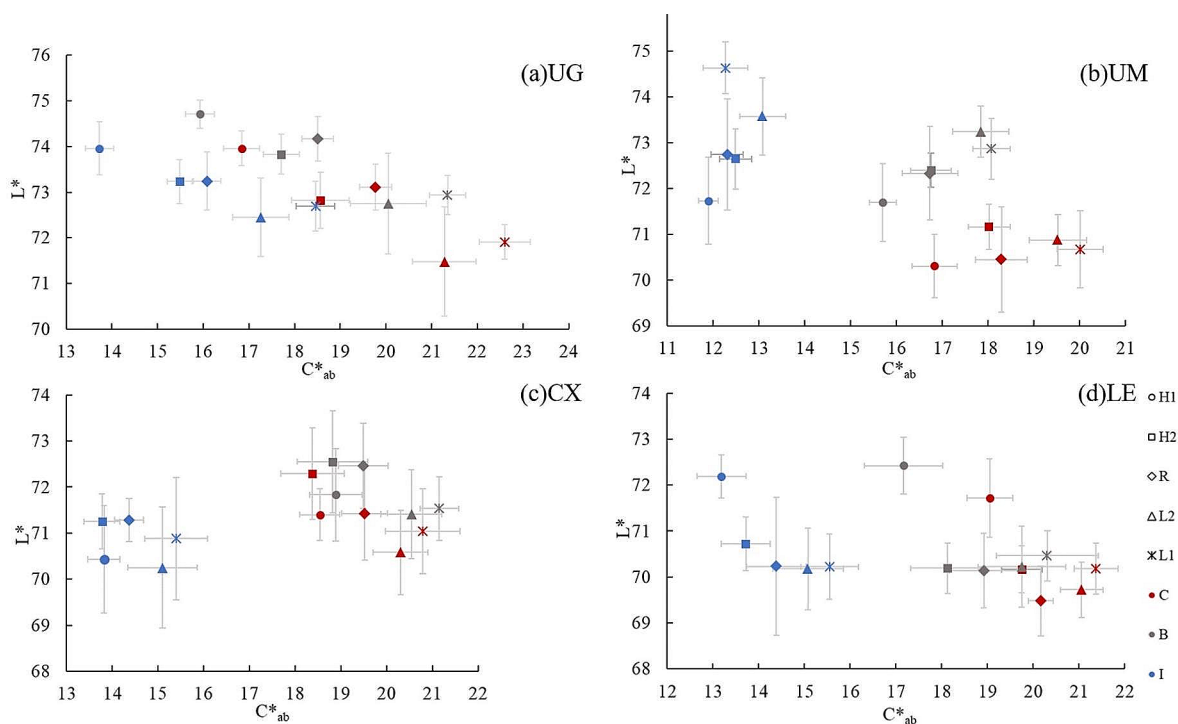 (a)UG
L*
76
75
74
73
72
71
70
13 14 15 16 17 18 19 20 21 22 23 24
C*ab
(b)UM
L*
75
74
73
72
71
70
69
11 12 13 14 15 16 17 18 19 20 21
C*ab
(c)CX
L*
74
73
72
71
70
69
68
13 14 15 16 17 18 19 20 21 22
C*ab
(d)LE
L*
74
73
72
71
70
69
68
12 13 14 15 16 17 18 19 20 21 22
C*ab
H1
H2
R
L2
L1
C
B
I